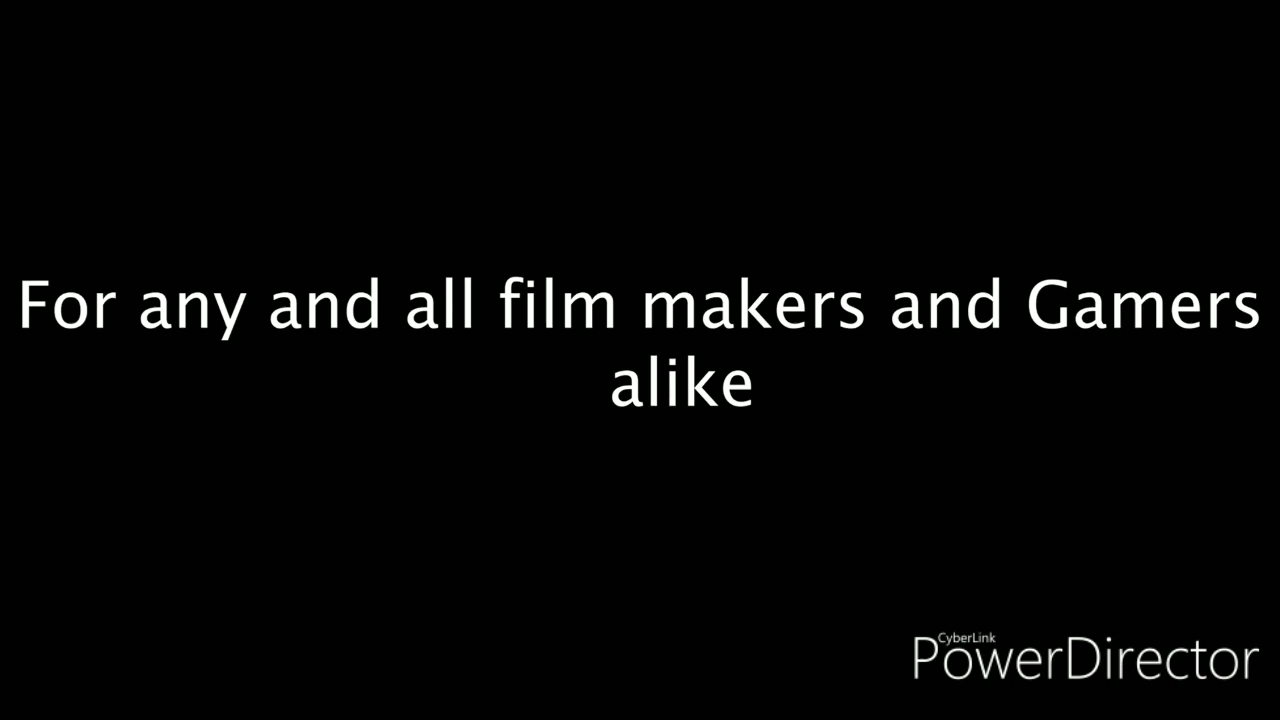 For any and all film makers and Gamers
alike
CyberLink
PowerDirector